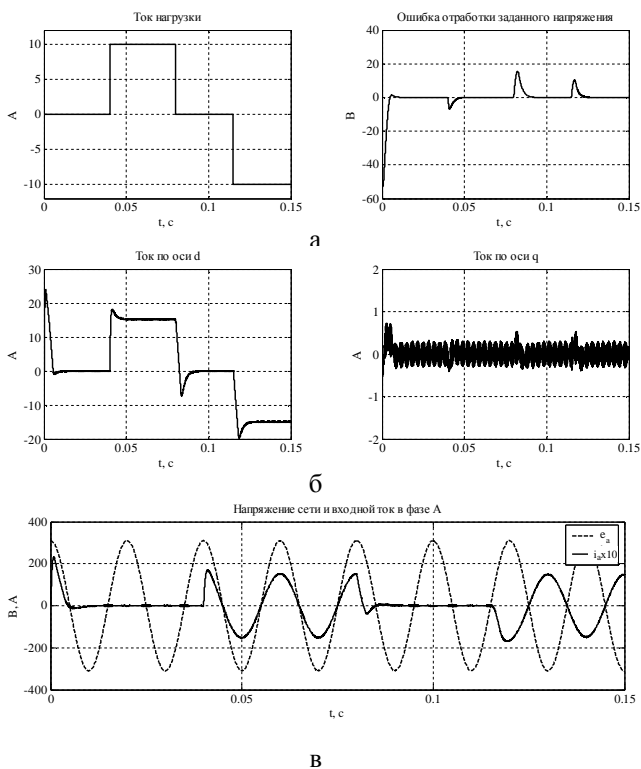 Ток нагрузки
10
5
0
-5
-10
А
0
0.05
0.1
0.15
t, с
Ошибка отработки заданного напряжения
40
20
0
-20
-40
-60
В
0
0.05
0.1
0.15
t, с
а
Ток по оси d
30
20
10
0
-10
-20
А
0
0.05
0.1
0.15
t, с
Ток по оси q
2
1
0
-1
-2
А
0
0.05
0.1
0.15
t, с
б
Напряжение сети и входной ток в фазе А
400
200
0
-200
-400
В, А
e_a
i_ax10
0
0.05
0.1
0.15
t, с
в